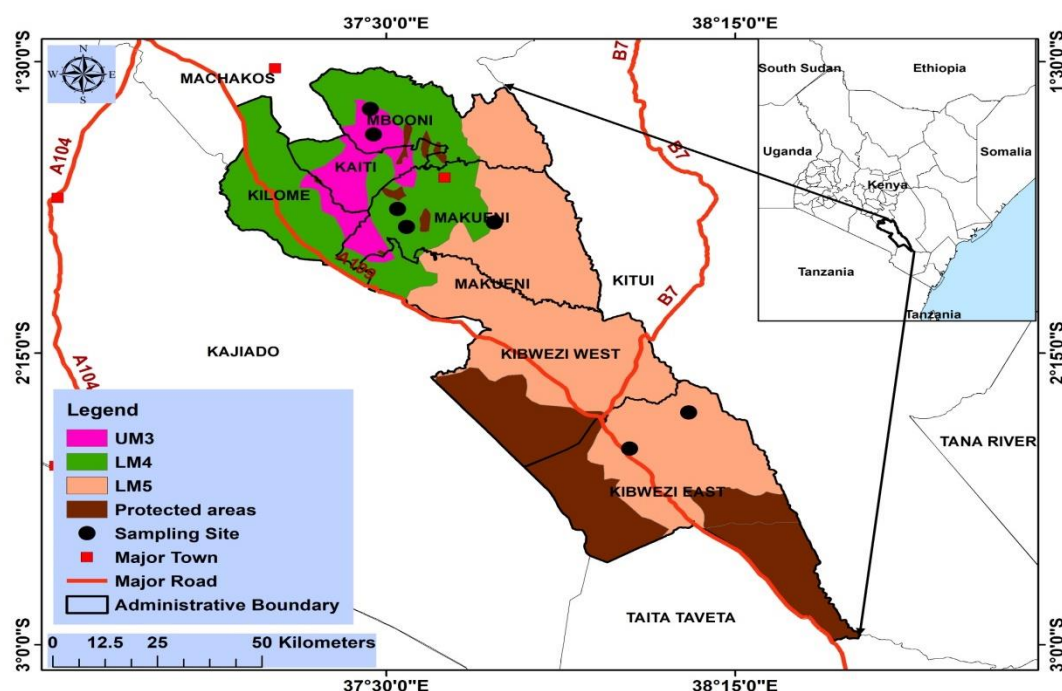 37°30'0"E
38°15'0"E
1°30'0"S
1°30'0"S
N
W
E
S
MACHAKOS
B7
South Sudan
Ethiopia
Uganda
Kenya
Somalia
Tanzania
Tanzania
A104
MBOONI
KAITI
KILOME
MAKUENI
B7
A109
MAKUENI
KITUI
B7
KAJIADO
KIBWEZI WEST
2°15'0"S
2°15'0"S
A104
TANA RIVER
KIBWEZI EAST
TAITA TAVETA
Legend
UM3
LM4
LM5
Protected areas
Sampling Site
Major Town
Major Road
Administrative Boundary
0 12.5 25 50 Kilometers
3°0'0"S
3°0'0"S
37°30'0"E
38°15'0"E